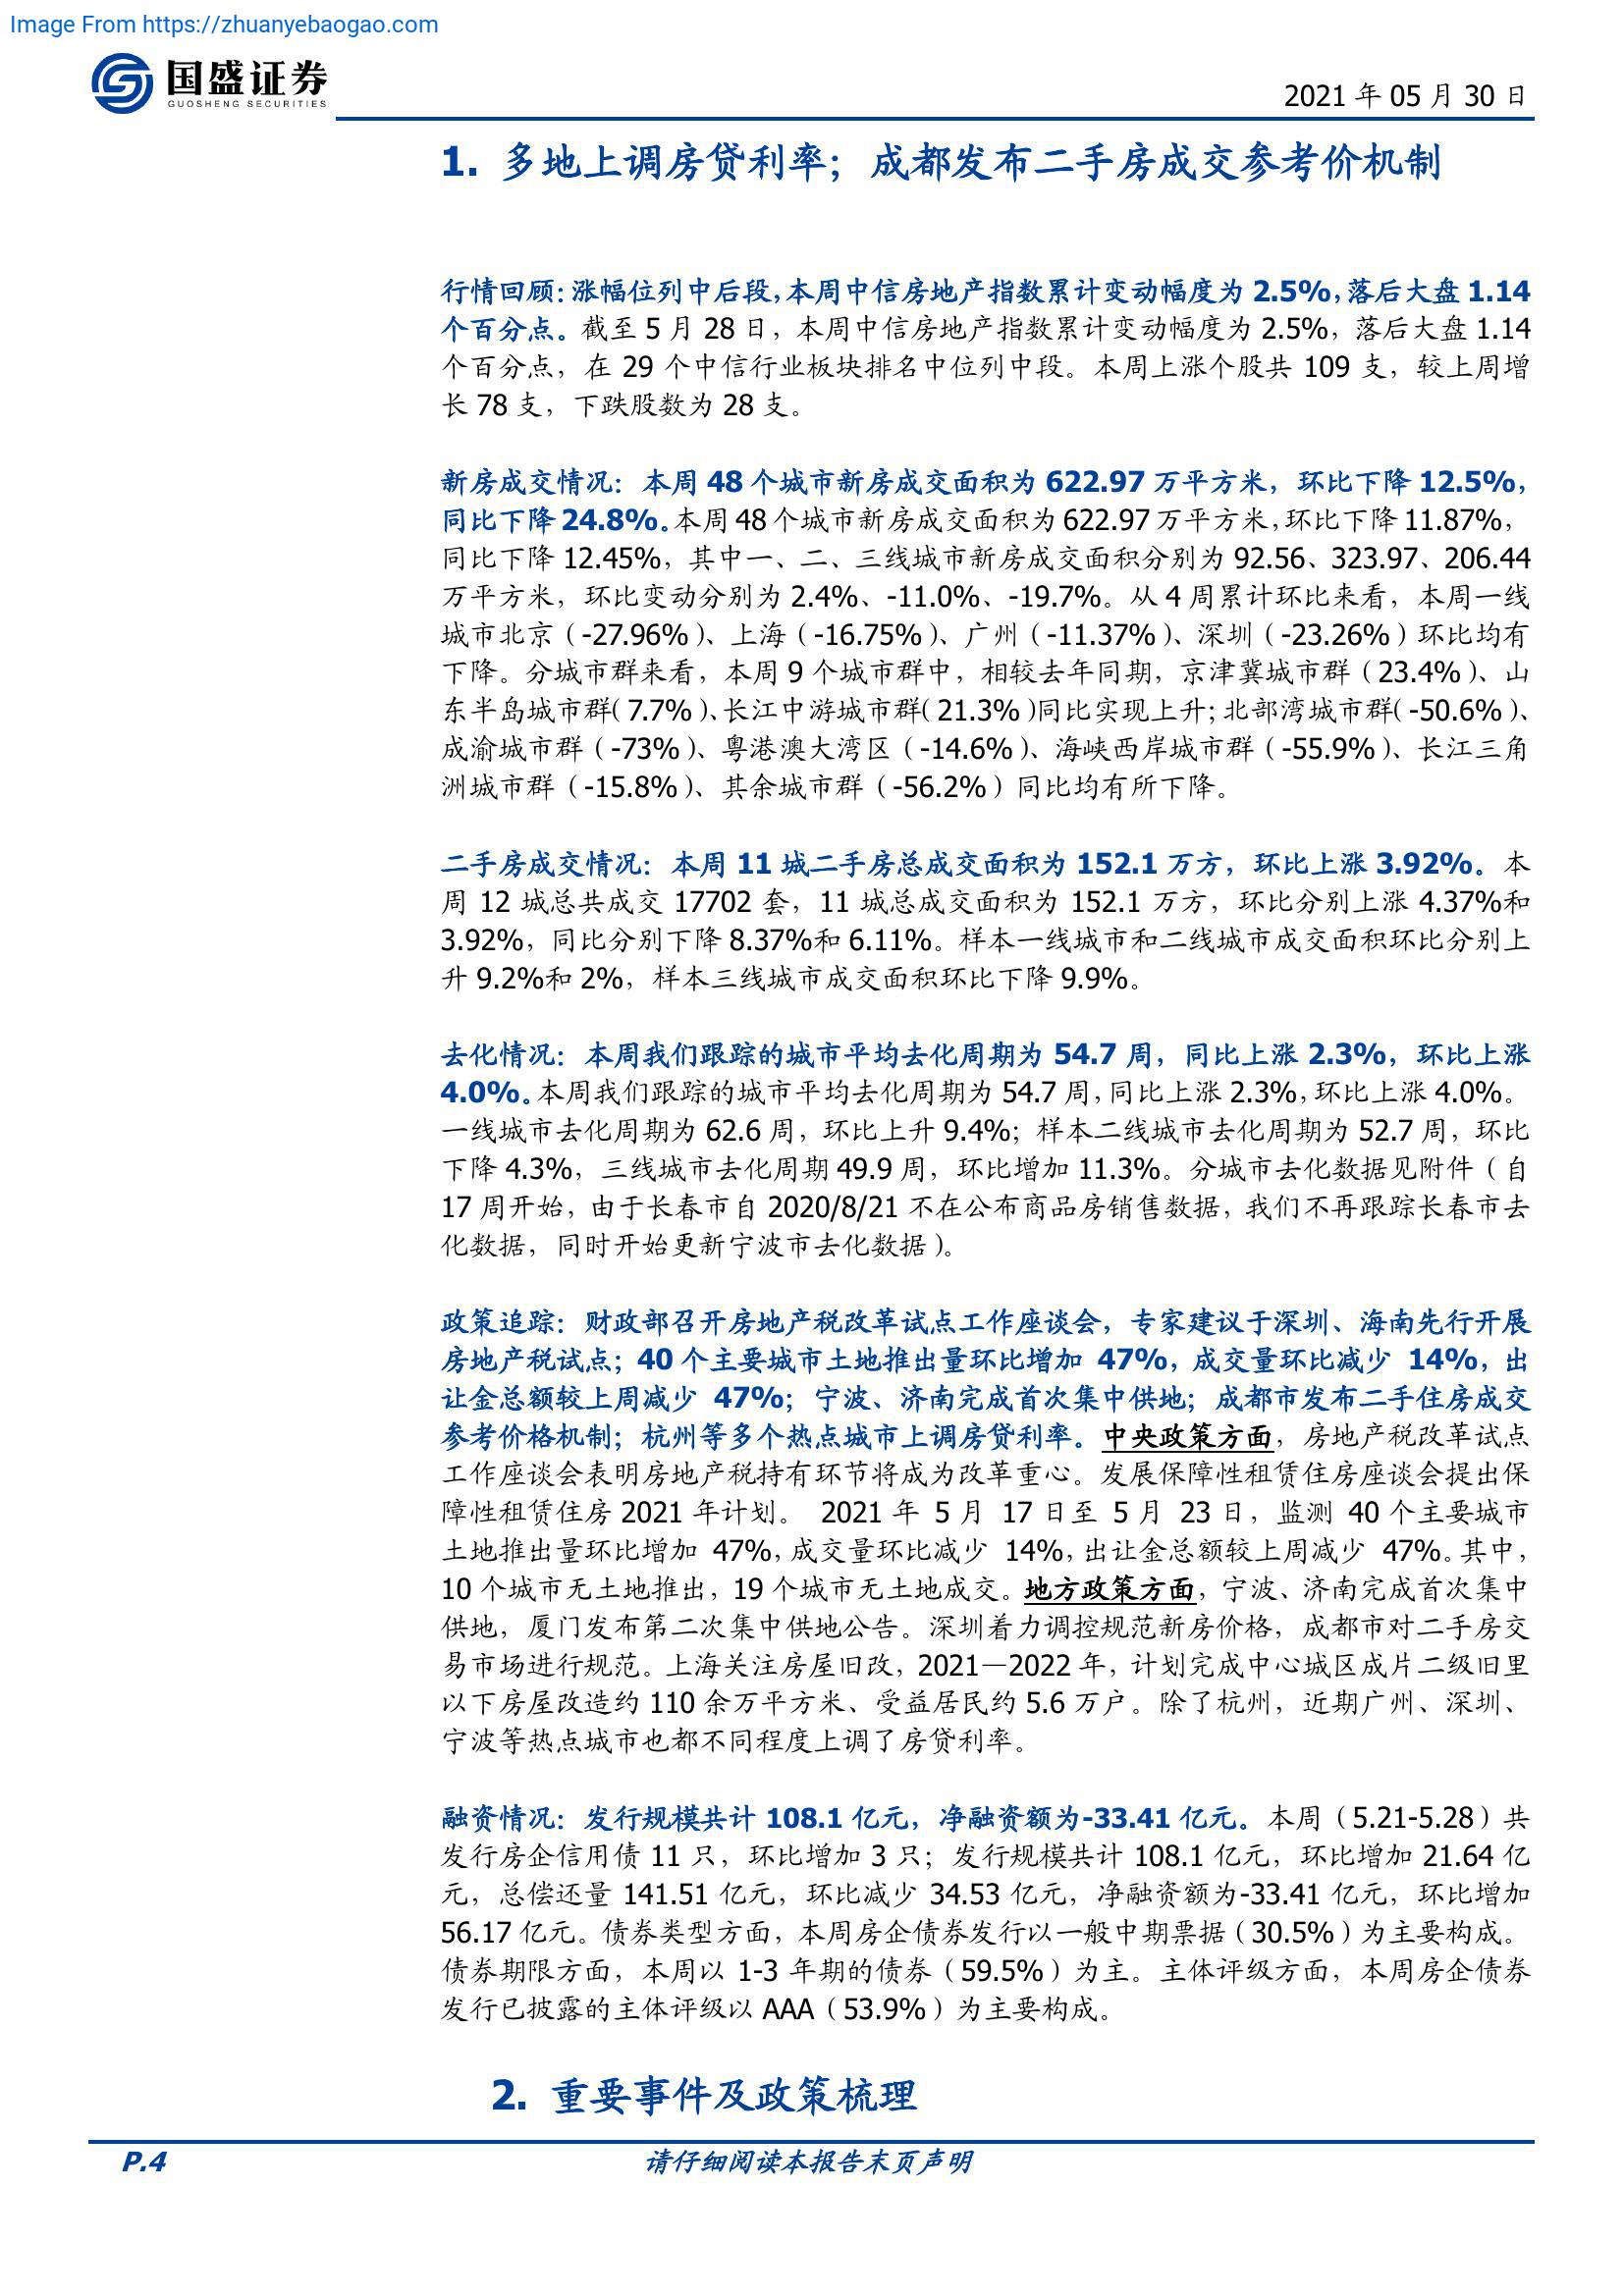 Image From https://zhuanyebaogao.com
国盛证券
GUOSHENG SECURITIES
2021 年 05 月 30 日
1. 多地上调房贷利率；成都发布二手房成交参考价机制
行情回顾：涨幅位列中后段，本周中信房地产指数累计变动幅度为 2.5%，落后大盘 1.14
个百分点。截至 5 月 28 日，本周中信房地产指数累计变动幅度为 2.5%，落后大盘 1.14
个百分点，在 29 个中信行业板块排名中位列中段。本周上涨个股共 109 支，较上周增
长 78 支，下跌股数为 28 支。
新房成交情况：本周 48 个城市新房成交面积为 622.97 万平方米，环比下降 12.5%，
同比下降 24.8%。本周 48 个城市新房成交面积为 622.97 万平方米，环比下降 11.87%，
同比下降 12.45%，其中一、二、三线城市新房成交面积分别为 92.56、323.97、206.44
万平方米，环比变动分别为 2.4%、-11.0%、-19.7%。从 4 周累计环比来看，本周一线
城市北京（-27.96%）、上海（-16.75%）、广州（-11.37%）、深圳（-23.26%）环比均有
下降。分城市群来看，本周 9 个城市群中，相较去年同期，京津冀城市群（23.4%）、山
东半岛城市群（7.7%）、长江中游城市群（21.3%）同比实现上升；北部湾城市群（-50.6%）、
成渝城市群（-73%）、粤港澳大湾区（-14.6%）、海峡西岸城市群（-55.9%）、长江三角
洲城市群（-15.8%）、其余城市群（-56.2%）同比均有所下降。
二手房成交情况：本周 11 城二手房总成交面积为 152.1 万方，环比上涨 3.92%。本
周 12 城总共成交 17702 套，11 城总成交面积为 152.1 万方，环比分别上涨 4.37%和
3.92%，同比分别下降 8.37%和 6.11%。样本一线城市和二线城市成交面积环比分别上
升 9.2%和 2%，样本三线城市成交面积环比下降 9.9%。
去化情况：本周我们跟踪的城市平均去化周期为 54.7 周，同比上涨 2.3%，环比上涨
4.0%。本周我们跟踪的城市平均去化周期为 54.7 周，同比上涨 2.3%，环比上涨 4.0%。
一线城市去化周期为 62.6 周，环比上升 9.4%；样本二线城市去化周期为 52.7 周，环比
下降 4.3%，三线城市去化周期 49.9 周，环比增加 11.3%。分城市去化数据见附件（自
17 周开始，由于长春市自 2020/8/21 不在公布商品房销售数据，我们不再跟踪长春市去
化数据，同时开始更新宁波市去化数据）。
政策追踪：财政部召开房地产税改革试点工作座谈会，专家建议于深圳、海南先行开展
房地产税试点；40 个主要城市土地推出量环比增加 47%，成交量环比减少 14%，出
让金总额较上周减少 47%；宁波、济南完成首次集中供地；成都市发布二手住房成交
参考价格机制；杭州等多个热点城市上调房贷利率。中央政策方面，房地产税改革试点
工作座谈会表明房地产税持有环节将成为改革重心。发展保障性租赁住房座谈会提出保
障性租赁住房 2021 年计划。 2021 年 5 月 17 日至 5 月 23 日，监测 40 个主要城市
土地推出量环比增加 47%，成交量环比减少 14%，出让金总额较上周减少 47%。其中，
10 个城市无土地推出，19 个城市无土地成交。地方政策方面，宁波、济南完成首次集中
供地，厦门发布第二次集中供地公告。深圳着力调控规范新房价格，成都市对二手房交
易市场进行规范。上海关注房屋旧改，2021—2022 年，计划完成中心城区成片二级旧里
以下房屋改造约 110 余万平方米、受益居民约 5.6 万户。除了杭州，近期广州、深圳、
宁波等热点城市也都不同程度上调了房贷利率。
融资情况：发行规模共计 108.1 亿元，净融资额为-33.41 亿元。本周（5.21-5.28）共
发行房企信用债 11 只，环比增加 3 只；发行规模共计 108.1 亿元，环比增加 21.64 亿
元，总偿还量 141.51 亿元，环比减少 34.53 亿元，净融资额为-33.41 亿元，环比增加
56.17 亿元。债券类型方面，本周房企债券发行以一般中期票据（30.5%）为主要构成。
债券期限方面，本周以 1-3 年期的债券（59.5%）为主。主体评级方面，本周房企债券
发行已披露的主体评级以 AAA（53.9%）为主要构成。
2. 重要事件及政策梳理
P.4
请仔细阅读本报告末页声明